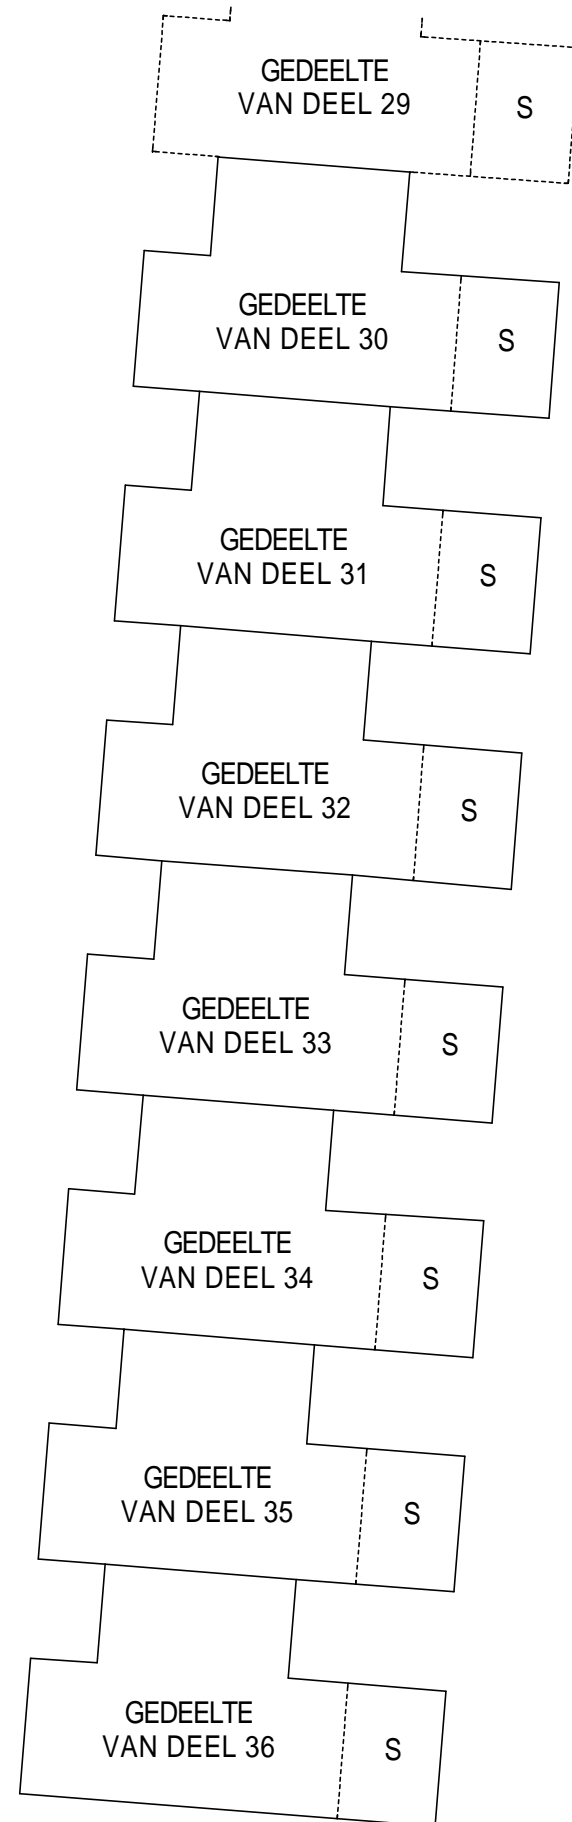 GEDEELTE
VAN DEEL 29
S
GEDEELTE
VAN DEEL 30
S
GEDEELTE
VAN DEEL 31
S
GEDEELTE
VAN DEEL 32
S
GEDEELTE
VAN DEEL 33
S
GEDEELTE
VAN DEEL 34
S
GEDEELTE
VAN DEEL 35
S
GEDEELTE
VAN DEEL 36
S